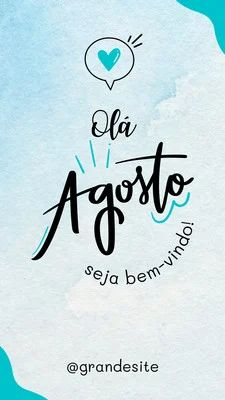 Olá
Agosto
seja bem-vindo!
@grandesite